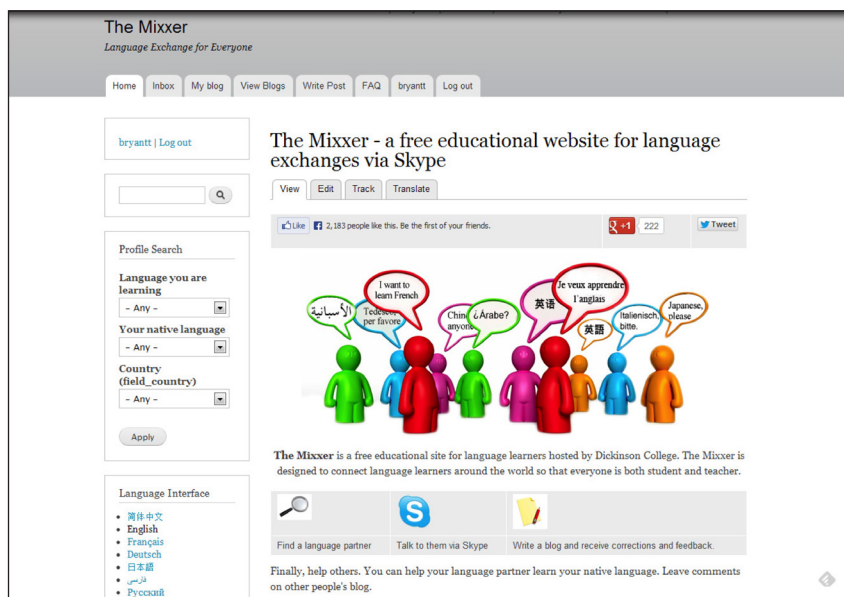 The Mixxer
Language Exchange for Everyone
Home Inbox My blog View Blogs Write Post FAQ bryantt Log out
bryantt | Log out
Profile Search
Language you are
learning
- Any -
Your native language
- Any -
Country
(field_country)
- Any -
Apply
Language Interface
简体中文
English
Français
Deutsch
日本語
فارسی
Русский
The Mixxer - a free educational website for language
exchanges via Skype
View Edit Track Translate
Like 2,183 people like this. Be the first of your friends.
+1 222
Tweet
الأسبانية
Tedesco,
per favore
I want to
learn French
anyone
¿Árabe?
英语
Je veux apprendre
l'anglais
英語
Italienisch,
bitte.
Japanese,
please
The Mixxer is a free educational site for language learners hosted by Dickinson College. The Mixxer is
designed to connect language learners around the world so that everyone is both student and teacher.
Find a language partner Talk to them via Skype Write a blog and receive corrections and feedback.
Finally, help others. You can help your language partner learn your native language. Leave comments
on other people's blog.